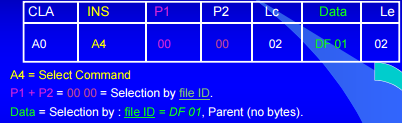 CLA INS P1 P2 Lc Data Le
A0 A4 00 00 02 DF 01 02
A4 = Select Command
P1 + P2 = 00 00 = Selection by file ID.
Data = Selection by : file ID = DF 01, Parent (no bytes).